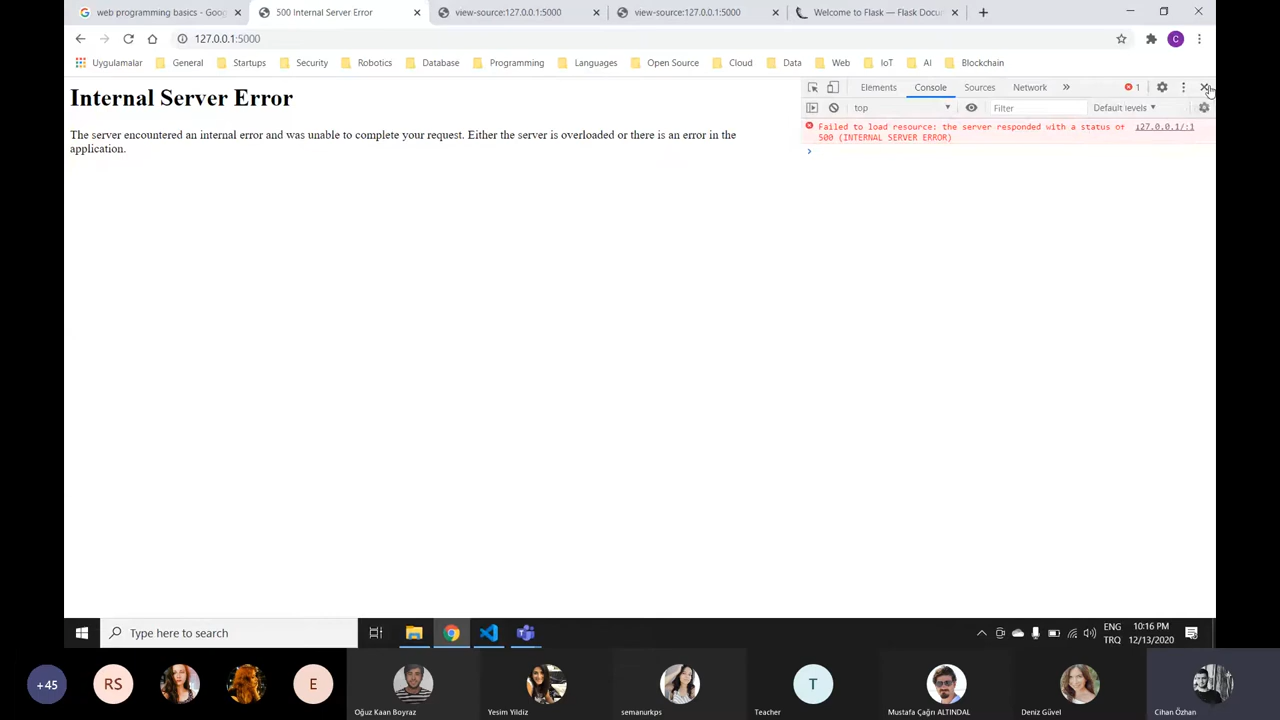 web programming basics - Goog
500 Internal Server Error
view-source:127.0.0.1:5000
view-source:127.0.0.1:5000
Welcome to Flask — Flask Docum
127.0.0.1:5000
C
Uygulamalar
General
Startups
Security
Robotics
Database
Programming
Languages
Open Source
Cloud
Data
Web
IoT
AI
Blockchain
Internal Server Error
The server encountered an internal error and was unable to complete your request. Either the server is overloaded or there is an error in the
application.
Elements
Console
Sources
Network
1
top
Filter
Default levels
Failed to load resource: the server responded with a status of
127.0.0.1/:1
500 (INTERNAL SERVER ERROR)
Type here to search
ENG
TRQ
10:16 PM
12/13/2020
+45
RS
E
T
Oğuz Kaan Boyraz
Yesim Yildiz
semanurkps
Teacher
Mustafa Çağrı ALTINDAL
Deniz Güvel
Cihan Özhan